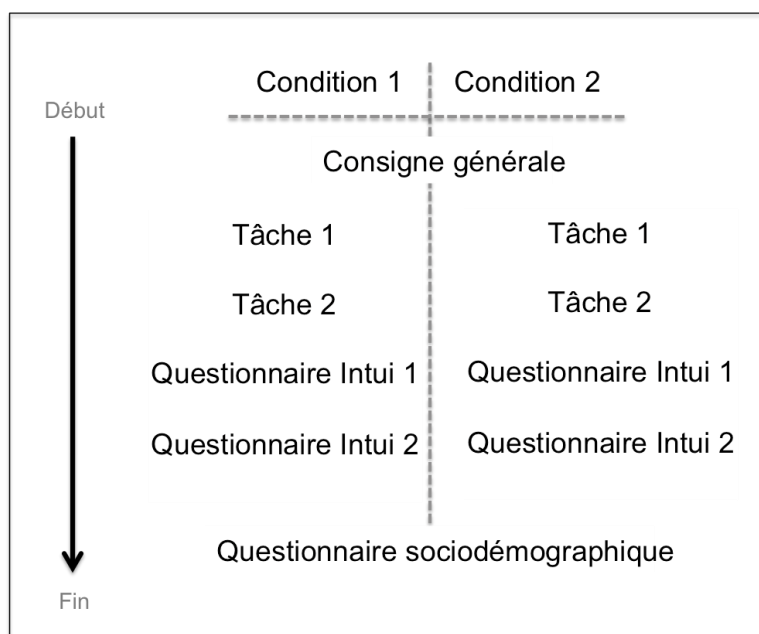 Condition 1 Condition 2
Début
Consigne générale
Tâche 1 Tâche 1
Tâche 2 Tâche 2
Questionnaire Intui 1 Questionnaire Intui 1
Questionnaire Intui 2 Questionnaire Intui 2
Questionnaire sociodémographique
Fin